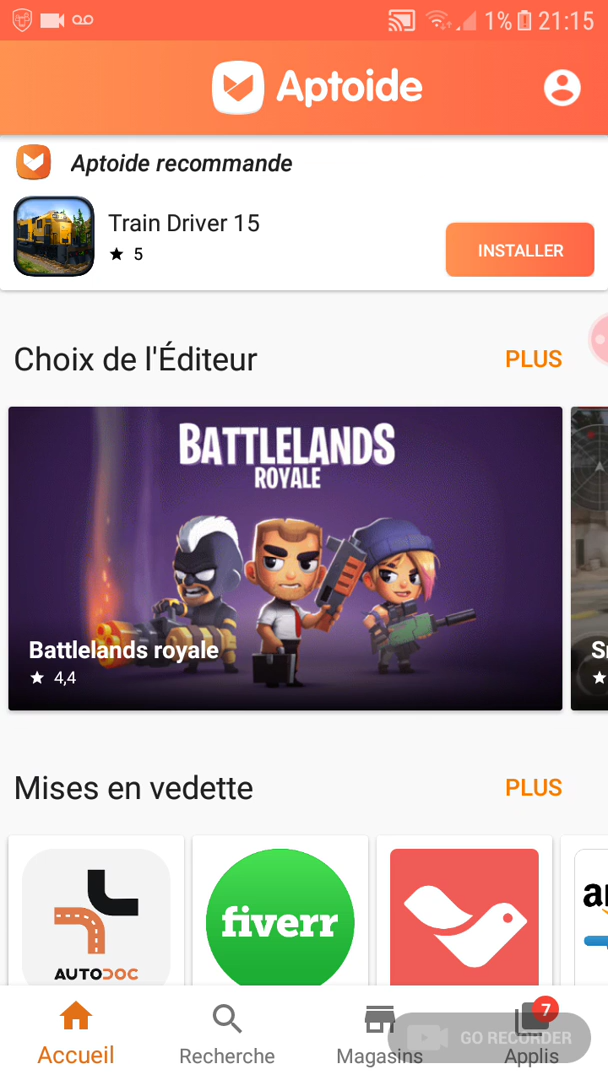 1% 21:15
Aptoide
Aptoide recommande
Train Driver 15
★ 5
INSTALLER
Choix de l'Éditeur
PLUS
BATTLELANDS
ROYALE
Battlelands royale
★ 4,4
Mises en vedette
PLUS
AUTODOC
fiverr
7
GO RECORDER
Accueil
Recherche
Magasins
Applis